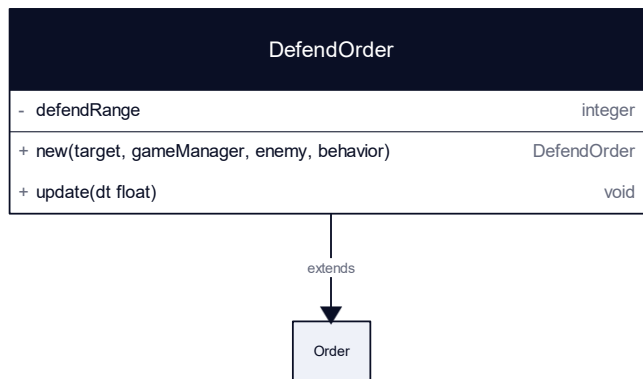 DefendOrder
- defendRange integer
+ new(target, gameManager, enemy, behavior) DefendOrder
+ update(dt float) void
extends
Order